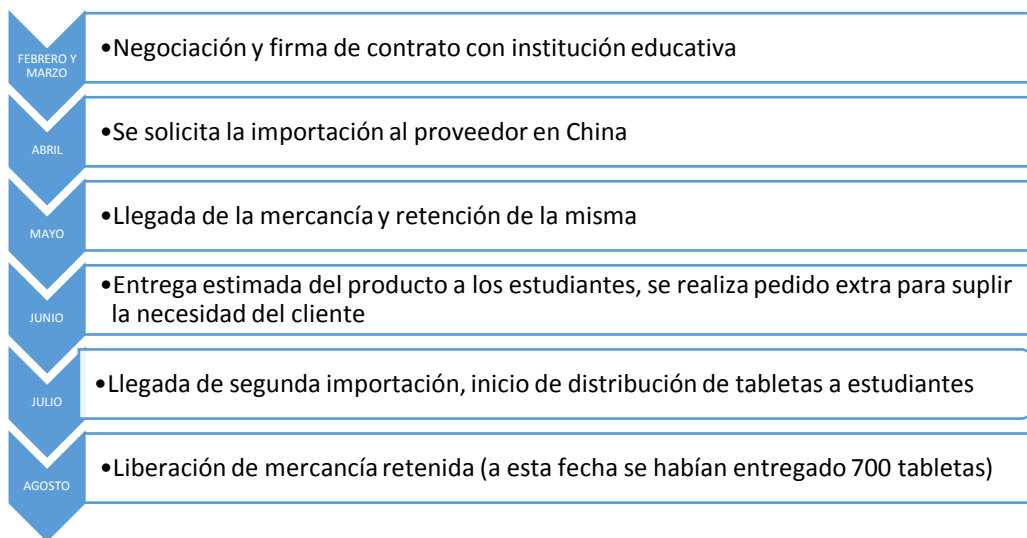 FEBRERO Y
MARZO
•Negociación y firma de contrato con institución educativa
ABRIL
•Se solicita la importación al proveedor en China
MAYO
•Llegada de la mercancía y retención de la misma
JUNIO
•Entrega estimada del producto a los estudiantes, se realiza pedido extra para suplir
la necesidad del cliente
JULIO
•Llegada de segunda importación, inicio de distribución de tabletas a estudiantes
AGOSTO
•Liberación de mercancía retenida (a esta fecha se habían entregado 700 tabletas)